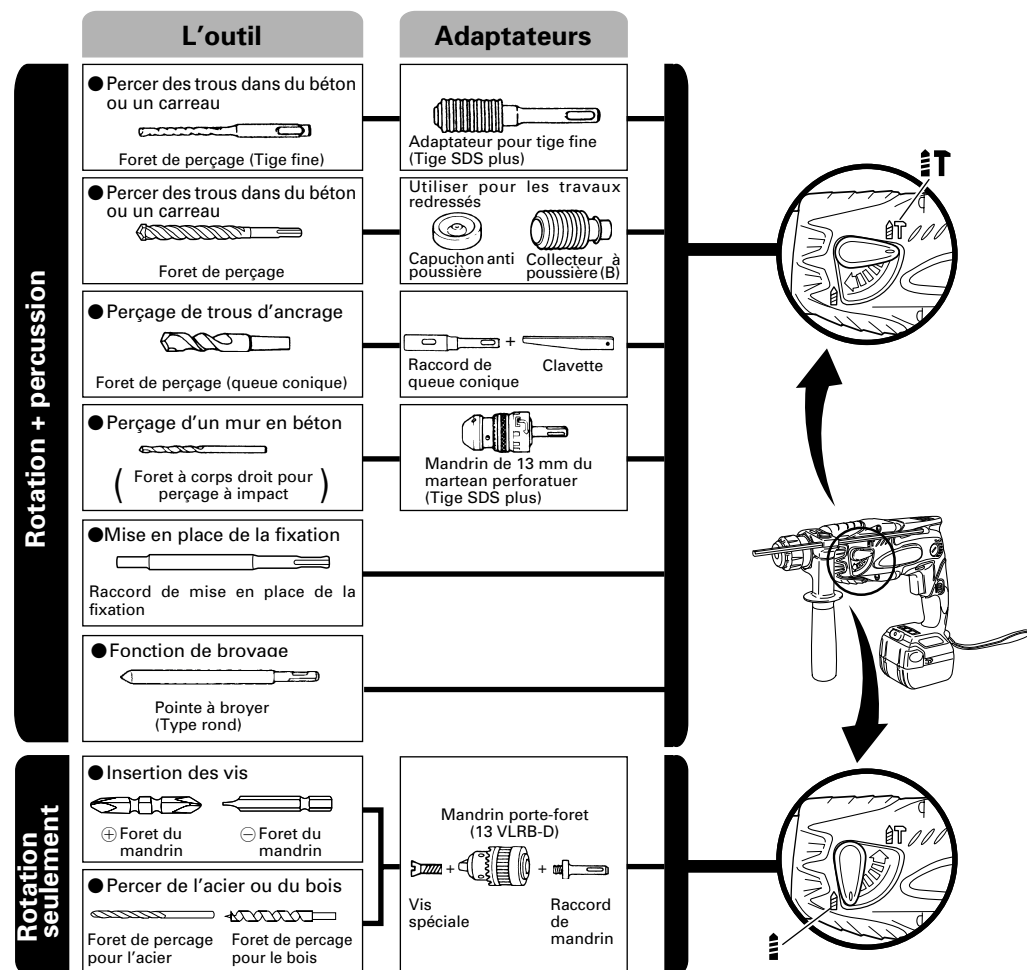 L'outil
Adaptateurs
Rotation + percussion
● Percer des trous dans du béton
ou un carreau
Foret de perçage (Tige fine)
Adaptateur pour tige fine
(Tige SDS plus)
● Percer des trous dans du béton
ou un carreau
Foret de perçage
Utiliser pour les travaux
redressés
Capuchon anti
poussière
Collecteur à
poussière (B)
● Perçage de trous d'ancrage
Foret de perçage (queue conique)
+
Raccord de
queue conique
Clavette
● Perçage d'un mur en béton
( Foret à corps droit pour
perçage à impact )
Mandrin de 13 mm du
martean perforatuer
(Tige SDS plus)
● Mise en place de la fixation
Raccord de mise en place de la
fixation
● Fonction de brovage
Pointe à broyer
(Type rond)
Rotation
seulement
● Insertion des vis
⊕ Foret du
mandrin
⊖ Foret du
mandrin
● Percer de l'acier ou du bois
Foret de percage
pour l'acier
Foret de percage
pour le bois
Mandrin porte-foret
(13 VLRB-D)
+ +
Vis
spéciale
Raccord
de
mandrin